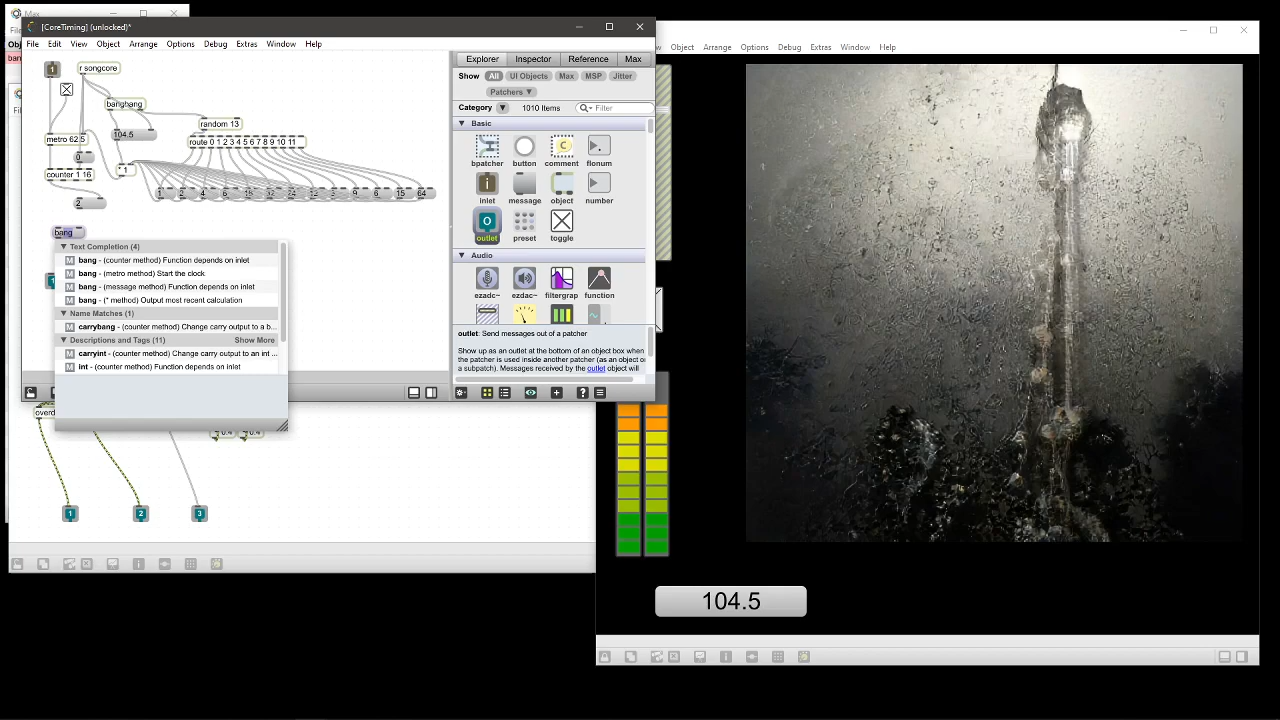 Max
[CoreTiming] (unlocked)*
File Edit View Object Arrange Options Debug Extras Window Help
Object Arrange Options Debug Extras Window Help
r songcore
bangbang
104.5
random 13
metro 62.5
route 0 1 2 3 4 5 6 7 8 9 10 11
0
* 1
counter 1 16
2
bang
Text Completion (4)
bang - (counter method) Function depends on inlet
bang - (metro method) Start the clock
bang - (message method) Function depends on inlet
bang - (* method) Output most recent calculation
Name Matches (1)
carrybang - (counter method) Change carry output to a b...
Descriptions and Tags (11) Show More
carryint - (counter method) Change carry output to an int ...
int - (counter method) Function depends on inlet
Explorer Inspector Reference Max
Show All UI Objects Max MSP Jitter
Patchers ▼
Category ▼ 1010 Items Filter
Basic
bpatcher button comment flonum
inlet message object number
outlet preset toggle
Audio
ezadc~ ezdac~ filtergrap function
outlet: Send messages out of a patcher
Show up as an outlet at the bottom of an object box when
the patcher is used inside another patcher (as an object or
a subpatch). Messages received by the outlet object will
1 2 3
104.5